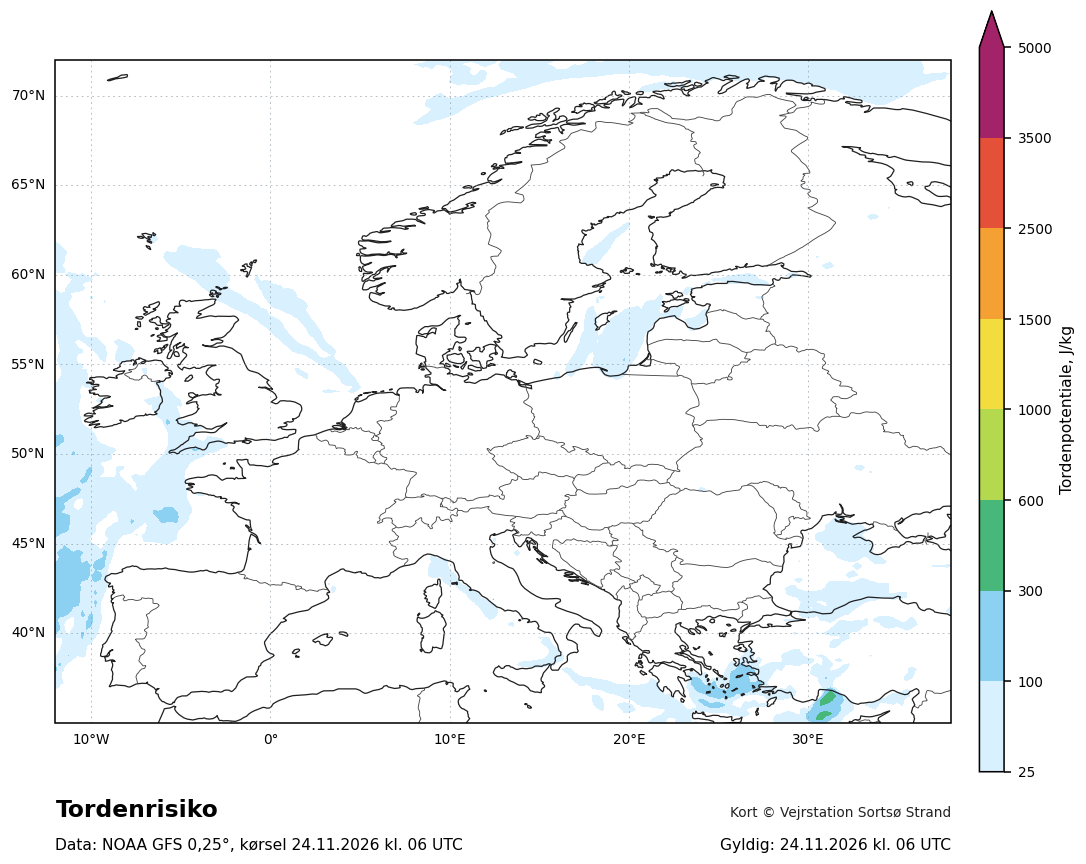 70°N
65°N
60°N
55°N
50°N
45°N
40°N
10°W
0°
10°E
20°E
30°E
5000
3500
2500
1500
1000
600
300
100
25
Tordenpotentiale, J/kg
Tordenrisiko
Kort © Vejrstation Sortsø Strand
Data: NOAA GFS 0,25°, kørsel 24.11.2026 kl. 06 UTC
Gyldig: 24.11.2026 kl. 06 UTC